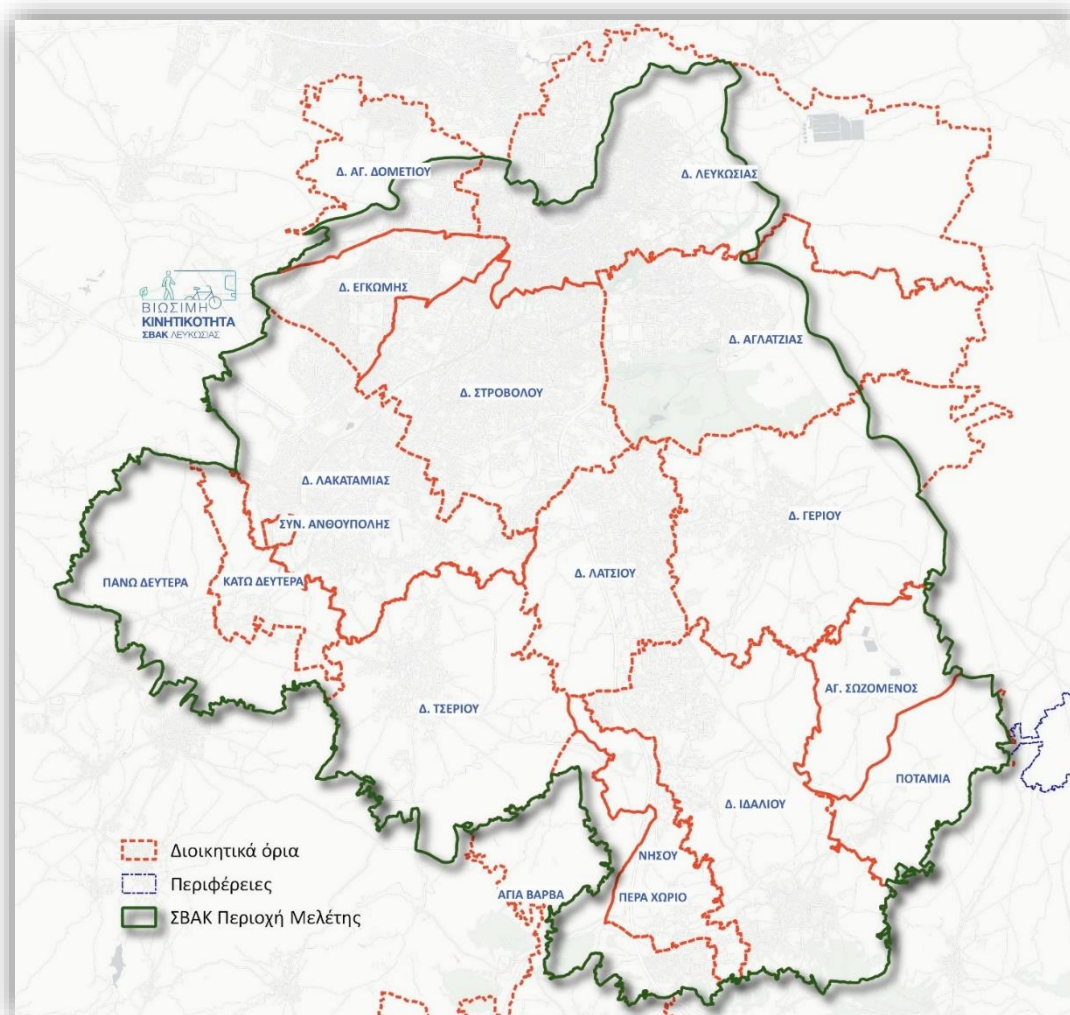 Δ. ΑΓ. ΔΟΜΕΤΙΟΥ
Δ. ΛΕΥΚΩΣΙΑΣ
Δ. ΕΓΚΩΜΗΣ
ΒΙΩΣΙΜΗ
ΚΙΝΗΤΙΚΟΤΗΤΑ
ΣΒΑΚ ΛΕΥΚΩΣΙΑΣ
Δ. ΑΓΛΑΤΖΙΑΣ
Δ. ΣΤΡΟΒΟΛΟΥ
Δ. ΛΑΚΑΤΑΜΙΑΣ
ΣΥΝ. ΑΝΘΟΥΠΟΛΗΣ
Δ. ΓΕΡΙΟΥ
ΠΑΝΩ ΔΕΥΤΕΡΑ
ΚΑΤΩ ΔΕΥΤΕΡΑ
Δ. ΛΑΤΣΙΟΥ
ΑΓ. ΣΩΖΟΜΕΝΟΣ
Δ. ΤΣΕΡΙΟΥ
ΠΟΤΑΜΙΑ
Δ. ΙΔΑΛΙΟΥ
ΝΗΣΟΥ
ΠΕΡΑ ΧΩΡΙΟ
ΑΓΙΑ ΒΑΡΒΑ
Διοικητικά όρια
Περιφέρειες
ΣΒΑΚ Περιοχή Μελέτης